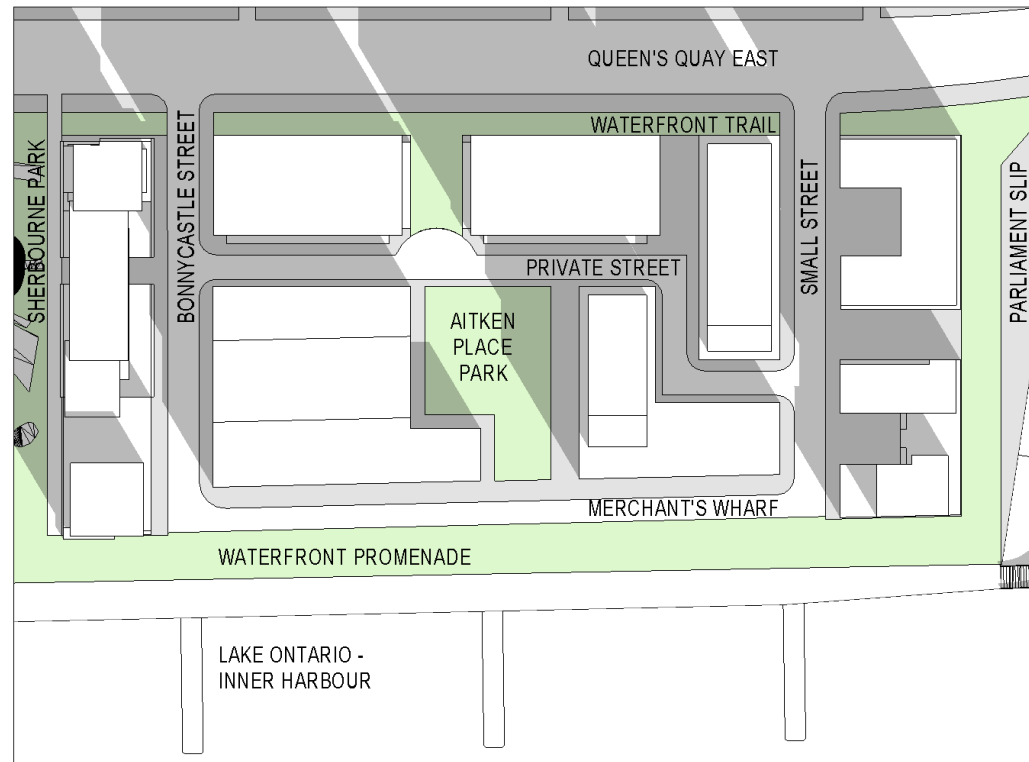 QUEEN'S QUAY EAST
WATERFRONT TRAIL
SHERBOURNE PARK
BONNYCASTLE STREET
SMALL STREET
PARLIAMENT SLIP
PRIVATE STREET
AITKEN
PLACE
PARK
MERCHANT'S WHARF
WATERFRONT PROMENADE
LAKE ONTARIO -
INNER HARBOUR